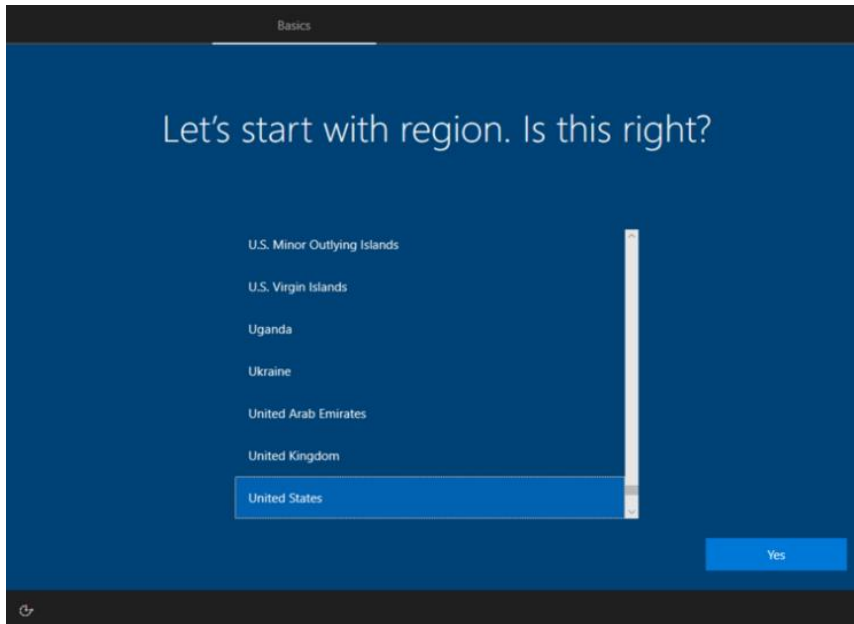 Basics
Let's start with region. Is this right?
U.S. Minor Outlying Islands
U.S. Virgin Islands
Uganda
Ukraine
United Arab Emirates
United Kingdom
United States
Yes